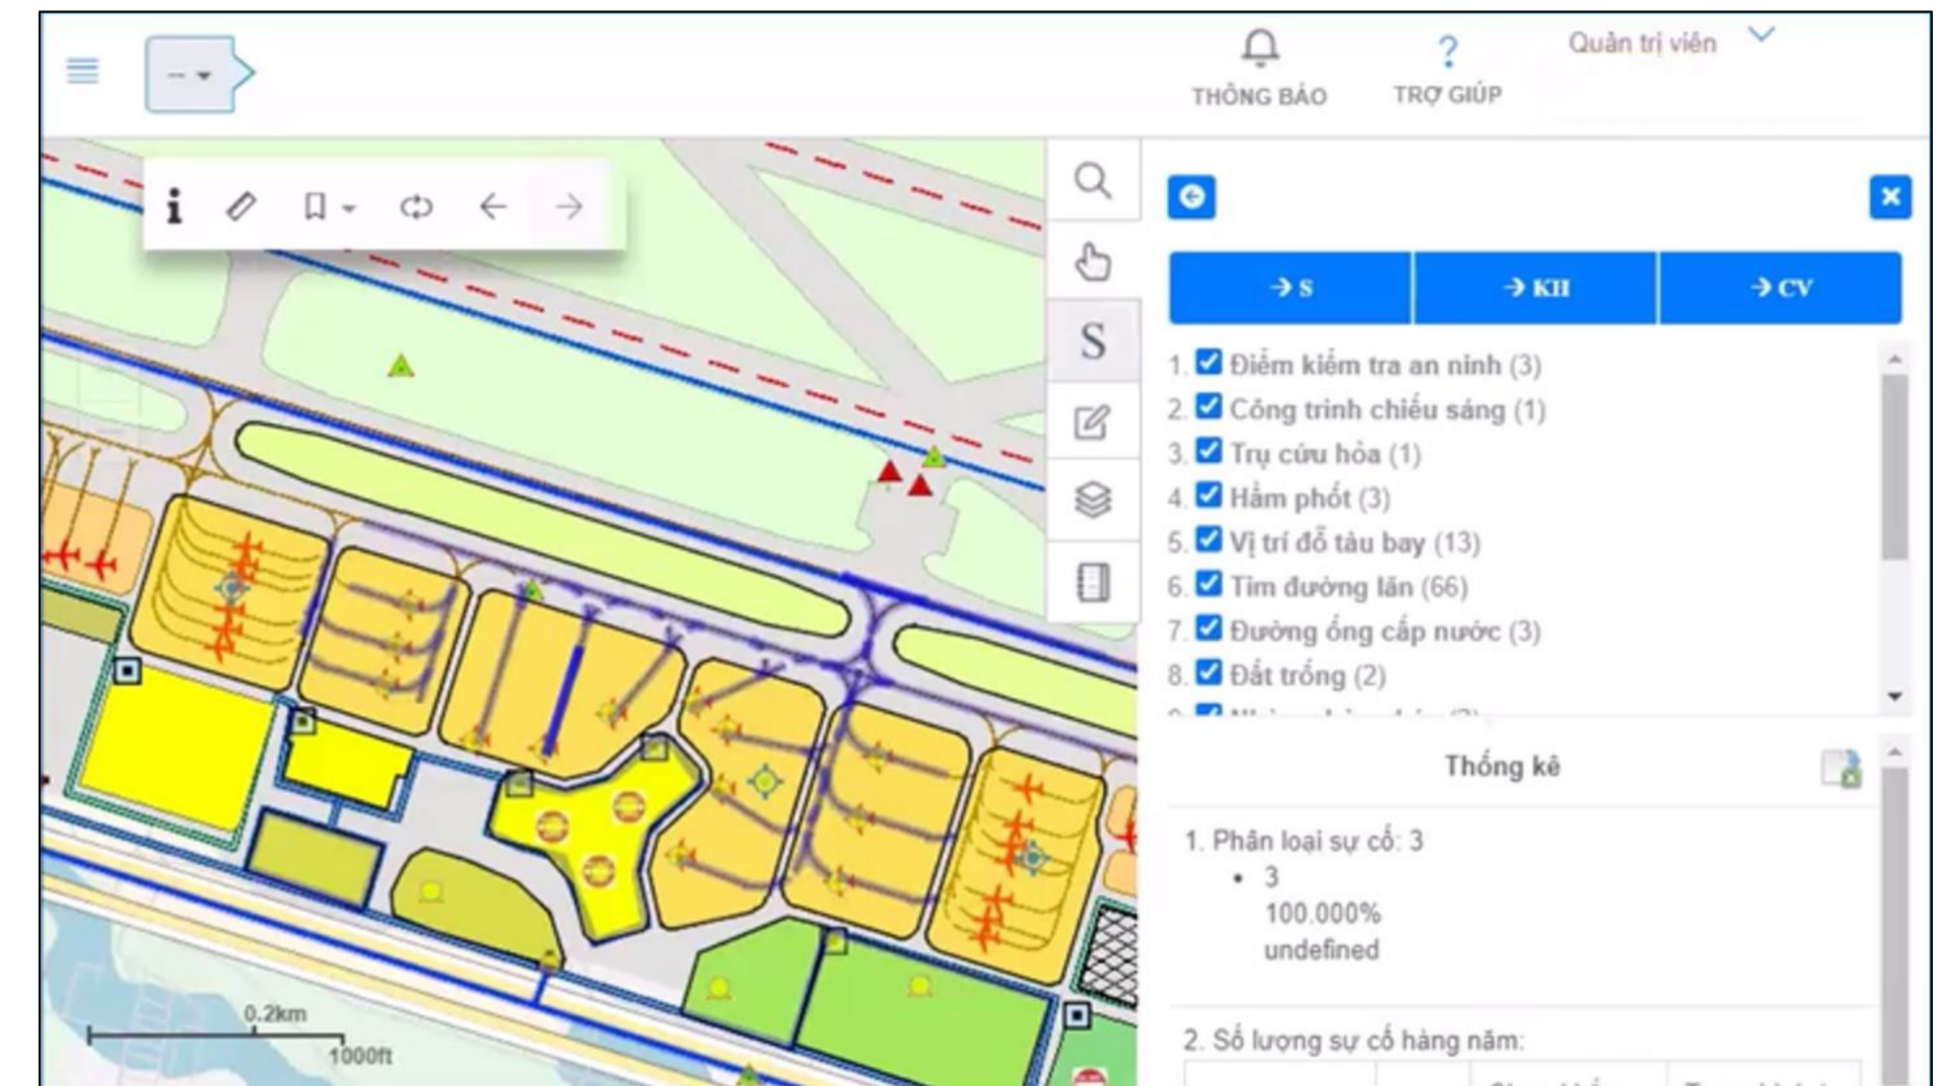 --
THÔNG BÁO
?
TRỢ GIÚP
Quản trị viên
S
→ S
→ KH
→ CV
1. Điểm kiểm tra an ninh (3)
2. Công trình chiếu sáng (1)
3. Trụ cứu hỏa (1)
4. Hầm phốt (3)
5. Vị trí đỗ tàu bay (13)
6. Tim đường lăn (66)
7. Đường ống cấp nước (3)
8. Đất trống (2)
Thống kê
1. Phân loại sự cố: 3
• 3
100.000%
undefined
2. Số lượng sự cố hàng năm:
0.2km
1000ft